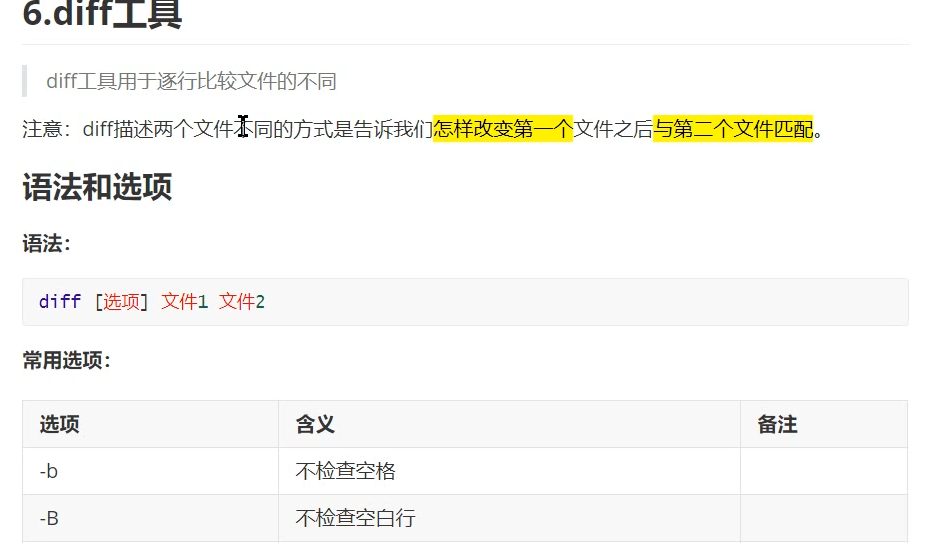 6.diff工具
diff工具用于逐行比较文件的不同
注意：diff描述两个文件不同的方式是告诉我们怎样改变第一个文件之后与第二个文件匹配。
语法和选项
语法：
diff [选项] 文件1 文件2
常用选项：
选项 含义 备注
-b 不检查空格
-B 不检查空白行